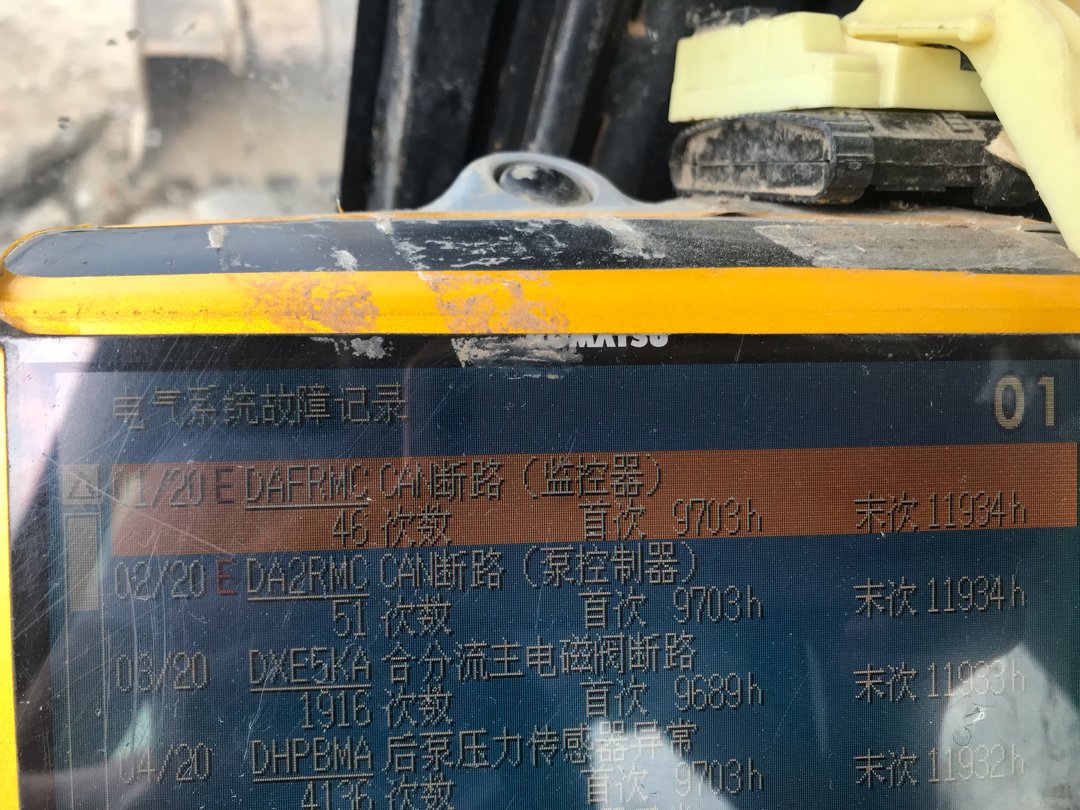 KOMATSU
电气系统故障记录 01
01/20 E DAFRMC CAN断路（监控器）
46 次数 首次 9703h 末次 11934h
02/20 E DA2RMC CAN断路（泵控制器）
51 次数 首次 9703h 末次 11934h
03/20 DXE5KA 合分流主电磁阀断路
1916 次数 首次 9689h 末次 11933h
04/20 DHPBMA 后泵压力传感器异常
4136 次数 首次 9703h 末次 11932h